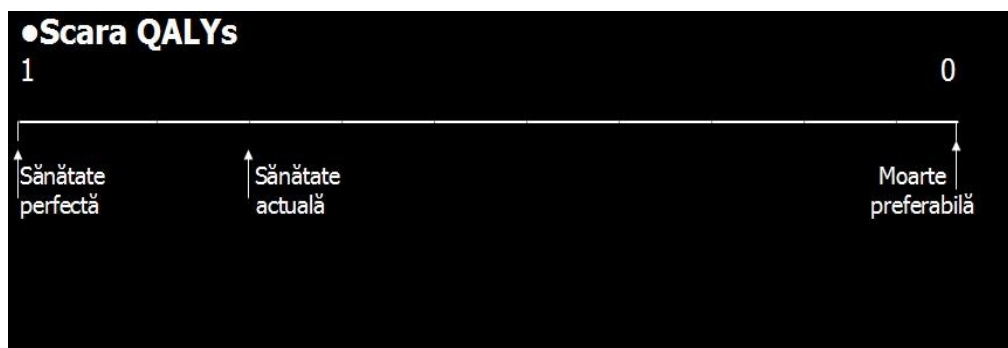 ●Scara QALYs
1 0
Sănătate perfectă
Sănătate actuală
Moarte preferabilă